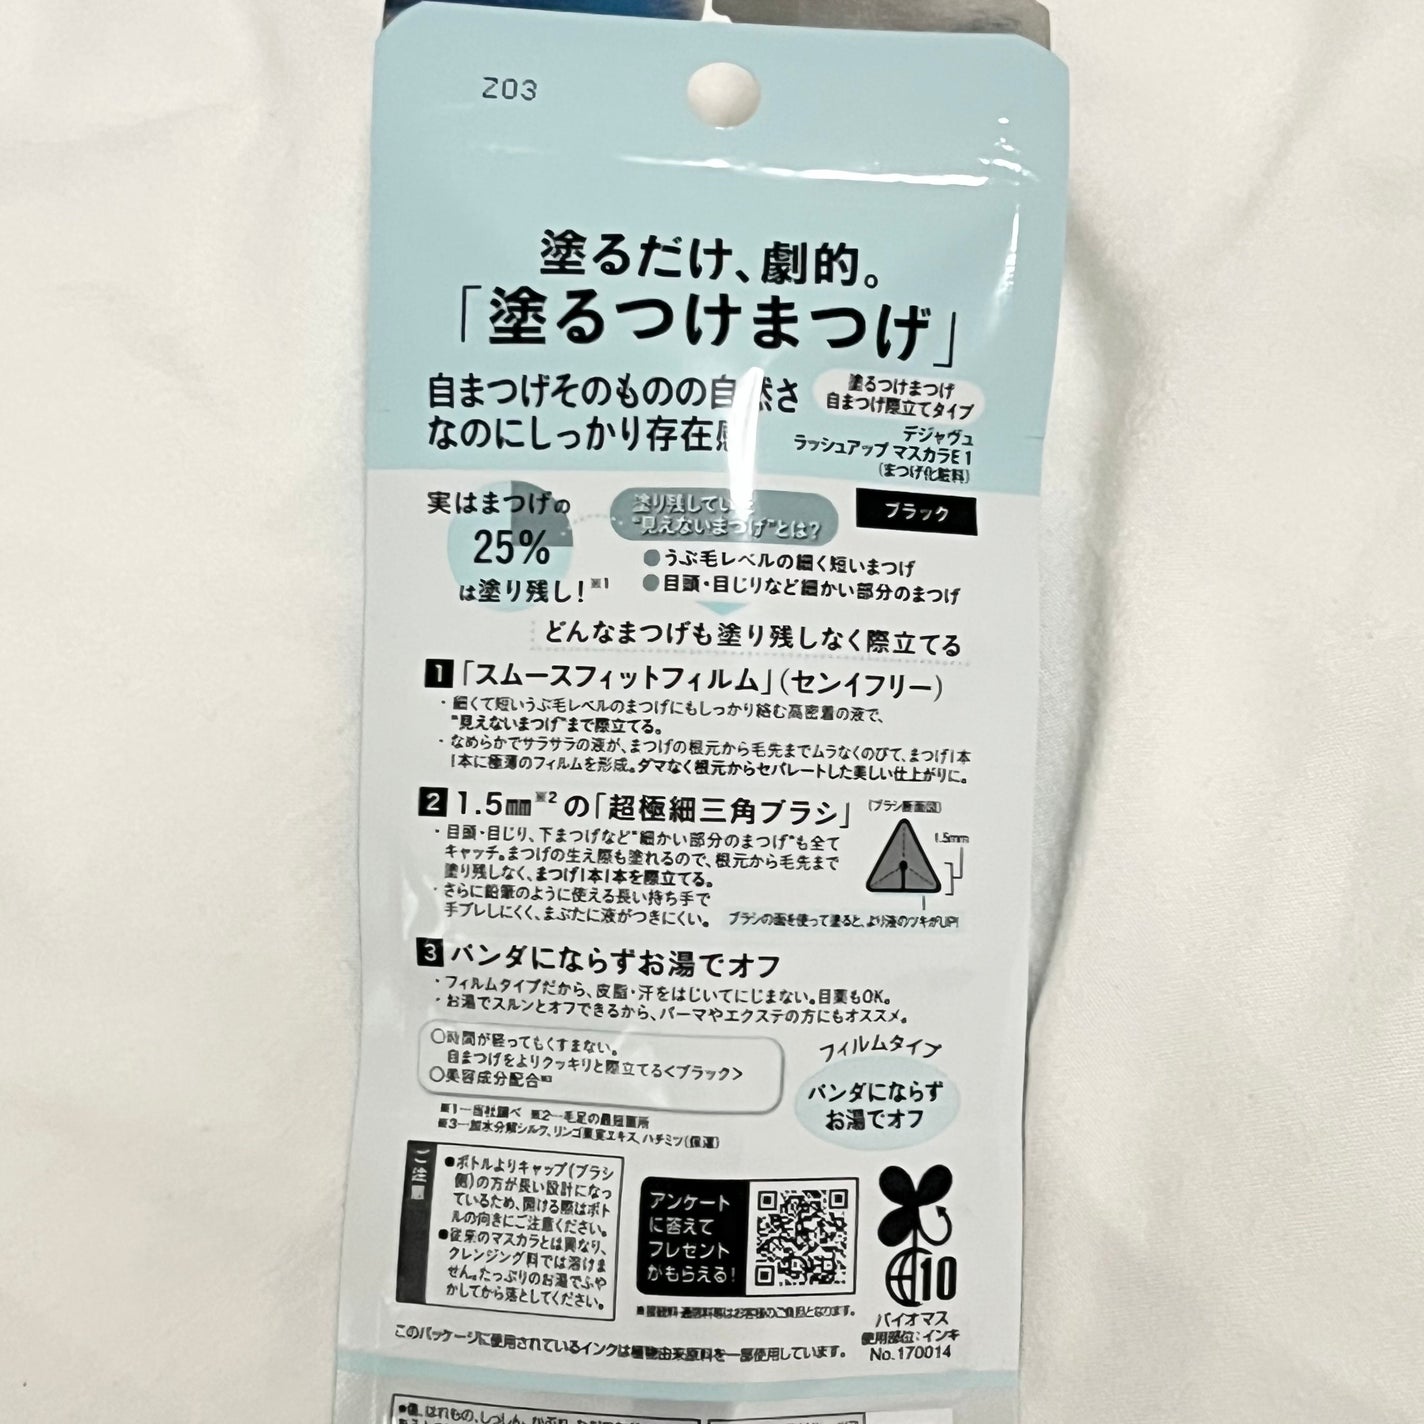 Z03
塗るだけ、劇的。
「塗るつけまつげ」
自まつげそのものの自然さ
なのにしっかり存在感
塗るつけまつげ
自まつげ際立てタイプ
デジャヴュ
ラッシュアップ マスカラE 1
(まつげ化粧料)
ブラック
実はまつげの
25%
は塗り残し!※1
塗り残している
“見えないまつげ”とは?
●うぶ毛レベルの細く短いまつげ
●目頭・目じりなど細かい部分のまつげ
どんなまつげも塗り残しなく際立てる
1「スムースフィットフィルム」(センイフリー)
・細くて短いうぶ毛レベルのまつげにもしっかり絡む高密着の液で、
“見えないまつげ”まで際立てる。
・なめらかでサラサラの液が、まつげの根元から毛先までムラなくのびて、まつげ1本
1本に極薄のフィルムを形成。ダマなく根元からセパレートした美しい仕上がりに。
2 1.5㎜※2の「超極細三角ブラシ」
・目頭・目じり、下まつげなど“細かい部分のまつげ”も全て
キャッチ。まつげの生え際も塗れるので、根元から毛先まで
塗り残しなく、まつげ1本1本を際立てる。
・さらに鉛筆のように使える長い持ち手で
手ブレしにくく、まぶたに液がつきにくい。
(ブラシ断面図)
1.5mm
ブラシの面を使って塗ると、より液のツキがUP!
3 パンダにならずお湯でオフ
・フィルムタイプだから、皮脂・汗をはじいてにじまない。目薬もOK。
・お湯でスルンとオフできるから、パーマやエクステの方にもオススメ。
○時間が経ってもくすまない。
自まつげをよりクッキリと際立てる<ブラック>
○美容成分配合※3
フィルムタイプ
パンダにならず
お湯でオフ
※1…当社調べ ※2…毛足の最短箇所
※3…加水分解シルク、リンゴ果実エキス、ハチミツ(保湿)
ご注意
●ボトルよりキャップ(ブラシ
側)の方が長い設計になっ
ているため、開ける際はボト
ルの向きにご注意ください。
●従来のマスカラとは異なり、
クレンジング料では溶けま
せん。たっぷりのお湯でふや
かしてから落としてください。
アンケート
に答えて
プレゼント
がもらえる!
※接続料・通信料等はお客様のご負担となります。
10
バイオマス
使用部位:インキ
No.170014
このパッケージに使用されているインクは植物由来原料を一部使用しています。